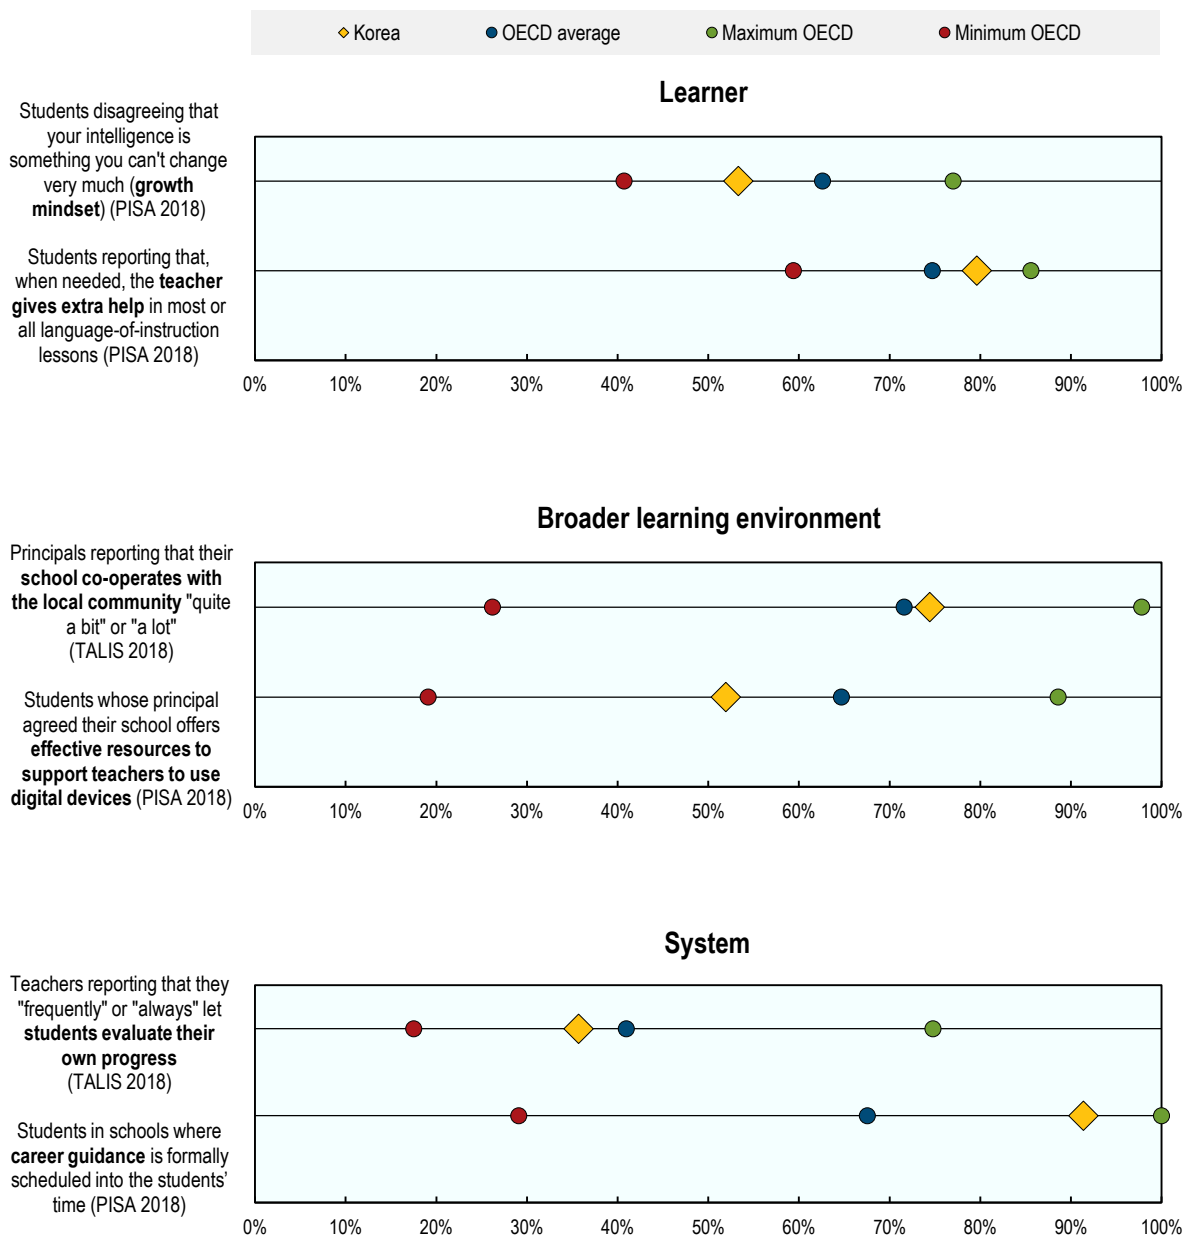 Korea OECD average Maximum OECD Minimum OECD
Learner
Students disagreeing that
your intelligence is
something you can't change
very much (growth
mindset) (PISA 2018)
Students reporting that,
when needed, the teacher
gives extra help in most or
all language-of-instruction
lessons (PISA 2018)
0% 10% 20% 30% 40% 50% 60% 70% 80% 90% 100%
Broader learning environment
Principals reporting that their
school co-operates with
the local community "quite
a bit" or "a lot"
(TALIS 2018)
Students whose principal
agreed their school offers
effective resources to
support teachers to use
digital devices (PISA 2018)
0% 10% 20% 30% 40% 50% 60% 70% 80% 90% 100%
System
Teachers reporting that they
"frequently" or "always" let
students evaluate their
own progress
(TALIS 2018)
Students in schools where
career guidance is formally
scheduled into the students’
time (PISA 2018)
0% 10% 20% 30% 40% 50% 60% 70% 80% 90% 100%